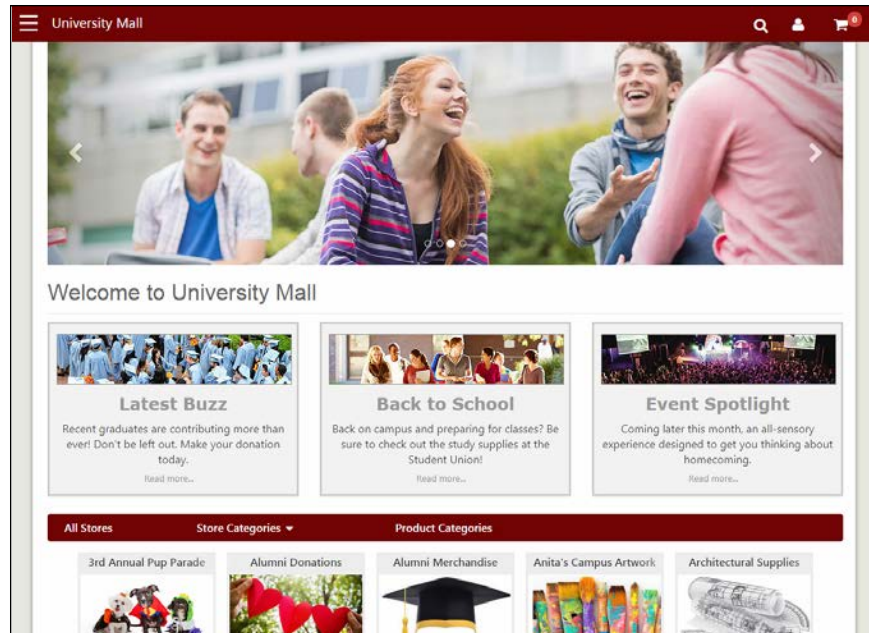 University Mall
0
Welcome to University Mall
Latest Buzz
Recent graduates are contributing more than
ever! Don't be left out. Make your donation
today.
Read more...
Back to School
Back on campus and preparing for classes? Be
sure to check out the study supplies at the
Student Union!
Read more...
Event Spotlight
Coming later this month, an all-sensory
experience designed to get you thinking about
homecoming.
Read more...
All Stores Store Categories Product Categories
3rd Annual Pup Parade Alumni Donations Alumni Merchandise Anita's Campus Artwork Architectural Supplies